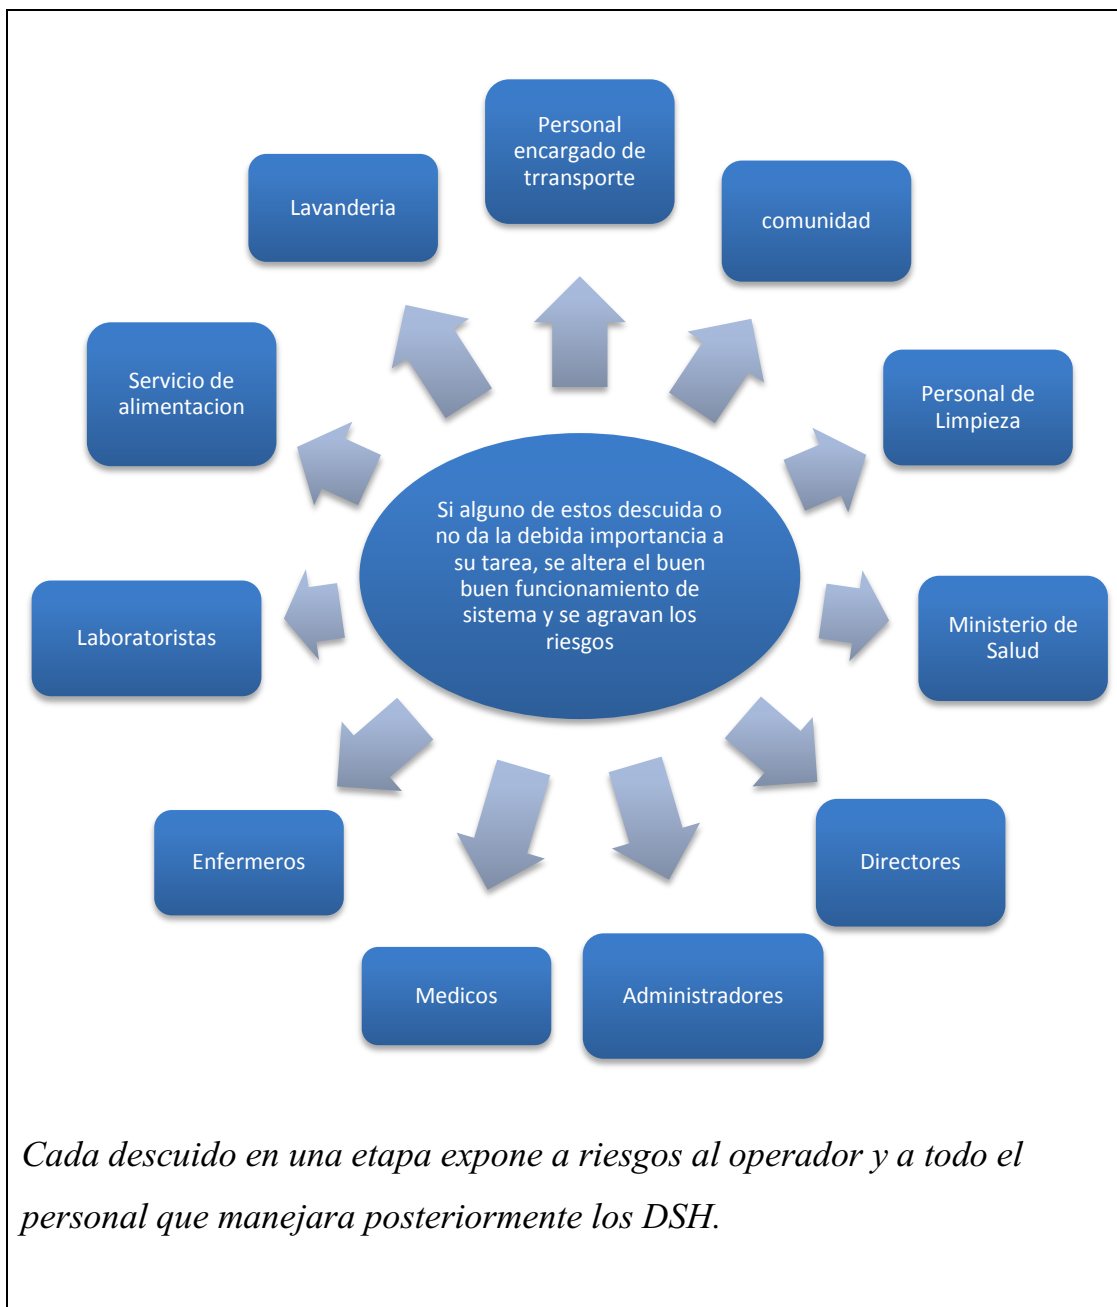 Personal
encargado de
trransporte
Lavanderia
comunidad
Servicio de
alimentacion
Personal de
Limpieza
Si alguno de estos descuida o
no da la debida importancia a
su tarea, se altera el buen
buen funcionamiento de
sistema y se agravan los
riesgos
Laboratoristas
Ministerio de
Salud
Enfermeros
Directores
Medicos
Administradores
Cada descuido en una etapa expone a riesgos al operador y a todo el
personal que manejara posteriormente los DSH.